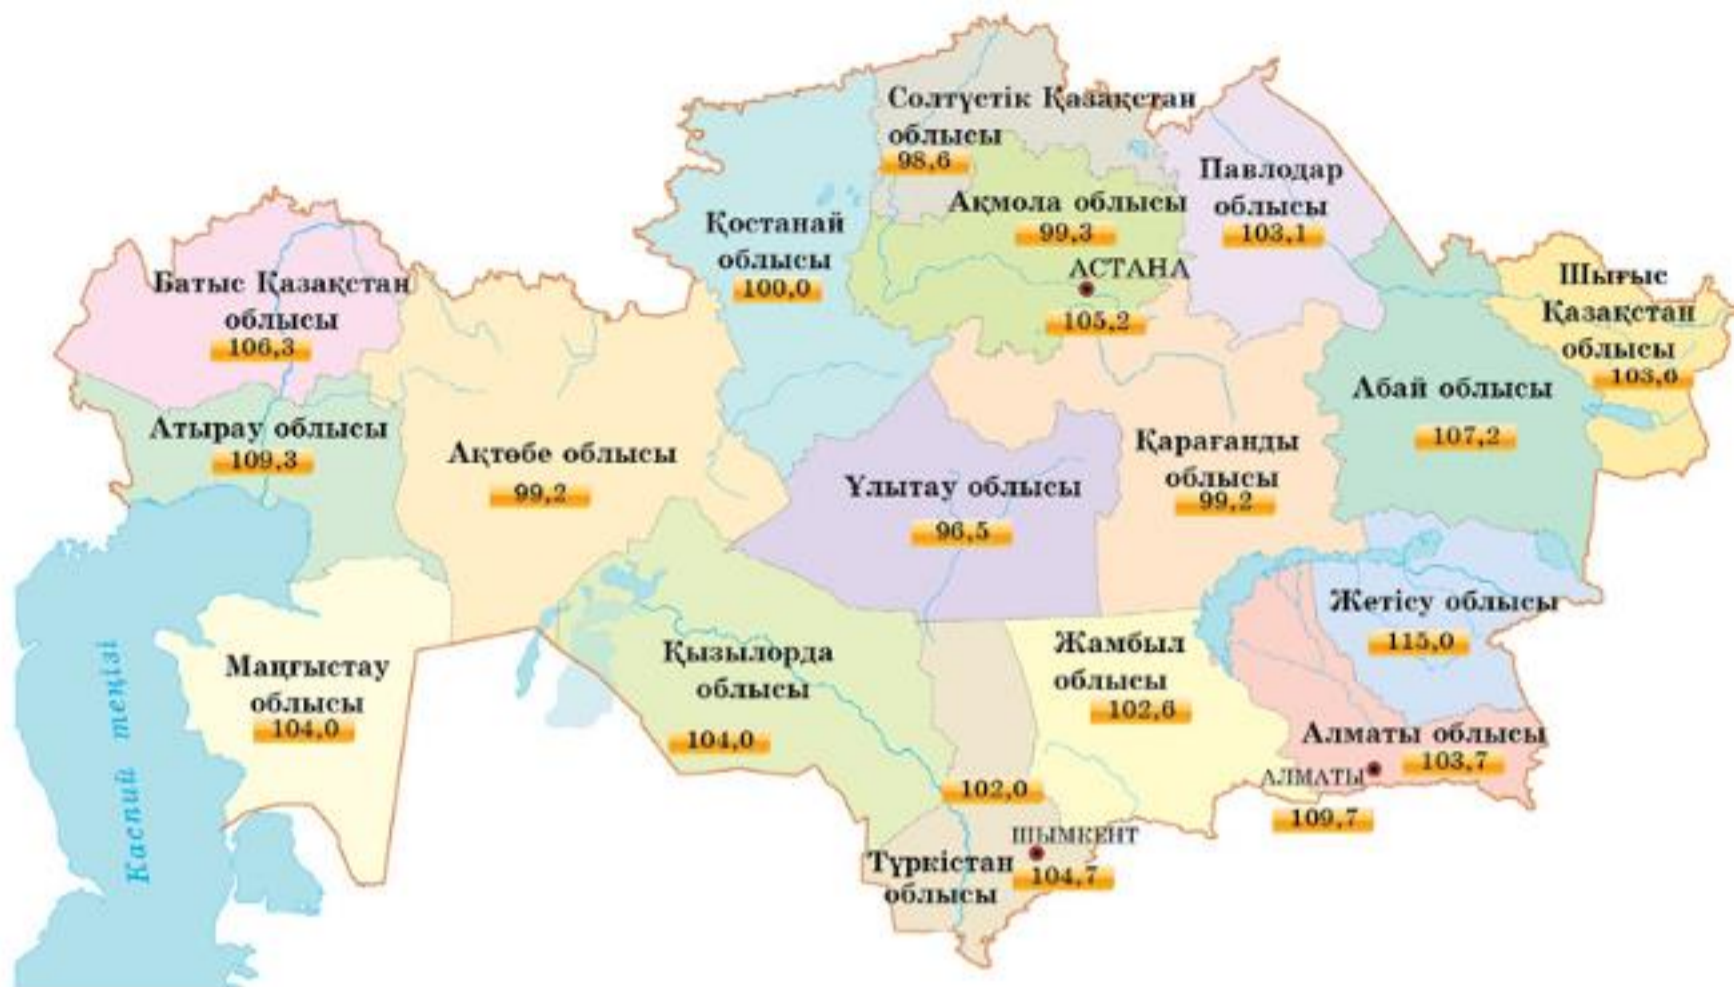 Солтүстік Қазақстан
облысы
98,6
Павлодар
облысы
103,1
Ақмола облысы
99,3
АСТАНА
105,2
Қостанай
облысы
100,0
Батыс Қазақстан
облысы
106,3
Шығыс
Қазақстан
облысы
103,6
Абай облысы
107,2
Атырау облысы
109,3
Ақтөбе облысы
99,2
Ұлытау облысы
96,5
Қарағанды
облысы
99,2
Жетісу облысы
115,0
Маңғыстау
облысы
104,0
Қызылорда
облысы
104,0
Жамбыл
облысы
102,6
Алматы облысы
103,7
АЛМАТЫ
109,7
102,0
ШЫМКЕНТ
104,7
Түркістан
облысы
Каспий теңізі